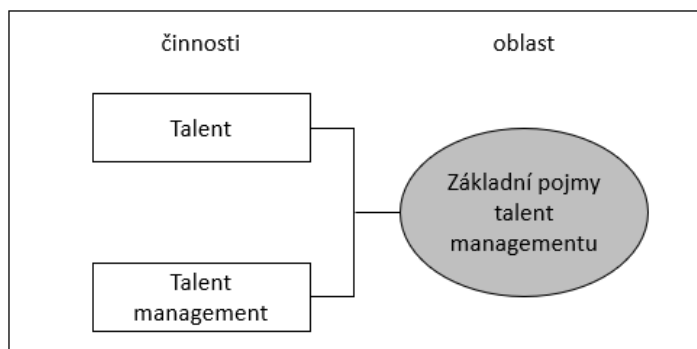 činnosti
oblast
Talent
Základní pojmy
talent
managementu
Talent
management